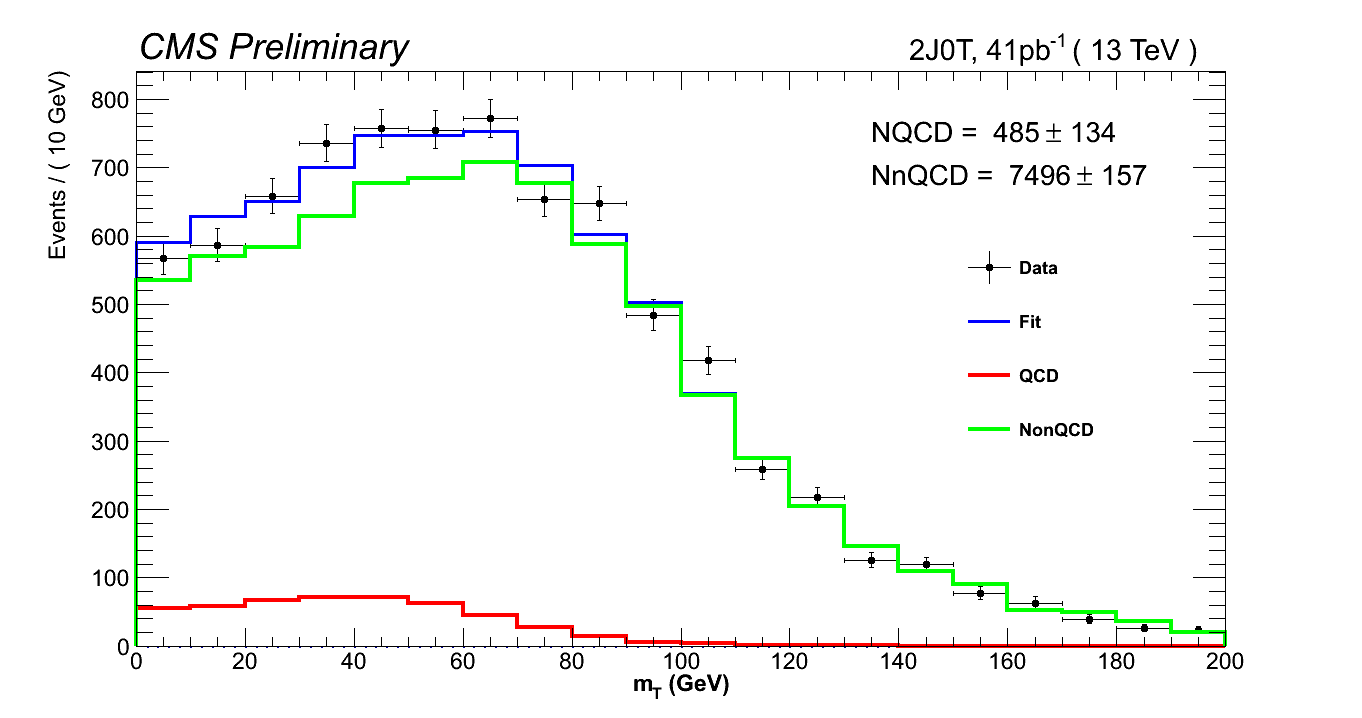 CMS Preliminary
2J0T, 41pb-1 ( 13 TeV )
Events / ( 10 GeV)
800
700
600
500
400
300
200
100
0
NQCD = 485 ± 134
NnQCD = 7496 ± 157
Data
Fit
QCD
NonQCD
0 20 40 60 80 100 120 140 160 180 200
mT (GeV)